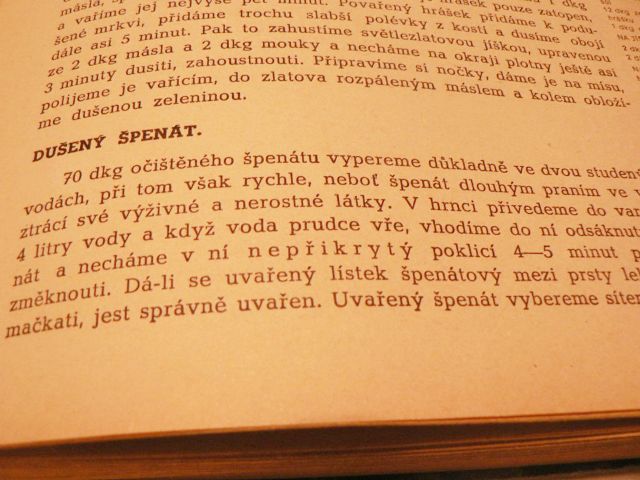 a vaříme jej nejvýše pět minut. Povařený hrášek přidáme k podu-
šené mrkvi, přidáme trochu slabší polévky z kostí a dusíme obojí
dále asi 5 minut. Pak to zahustíme světlezlatovou jíškou, upravenou
ze 2 dkg másla a 2 dkg mouky a necháme na okraji plotny ještě asi
3 minuty dusiti, zahoustnouti. Připravíme si nočky, dáme je na mísu,
polijeme je vařícím, do zlatova rozpáleným máslem a kolem obloží-
me dušenou zeleninou.
DUŠENÝ ŠPENÁT.
70 dkg očištěného špenátu vypereme důkladně ve dvou studený
vodách, při tom však rychle, neboť špenát dlouhým praním ve v
ztrácí své výživné a nerostné látky. V hrnci přivedeme do var
4 litry vody a když voda prudce vře, vhodíme do ní odsáknut
nát a necháme v ní nepřikrytý poklicí 4—5 minut p
změknouti. Dá-li se uvařený lístek špenátový mezi prsty le
mačkati, jest správně uvařen. Uvařený špenát vybereme síten